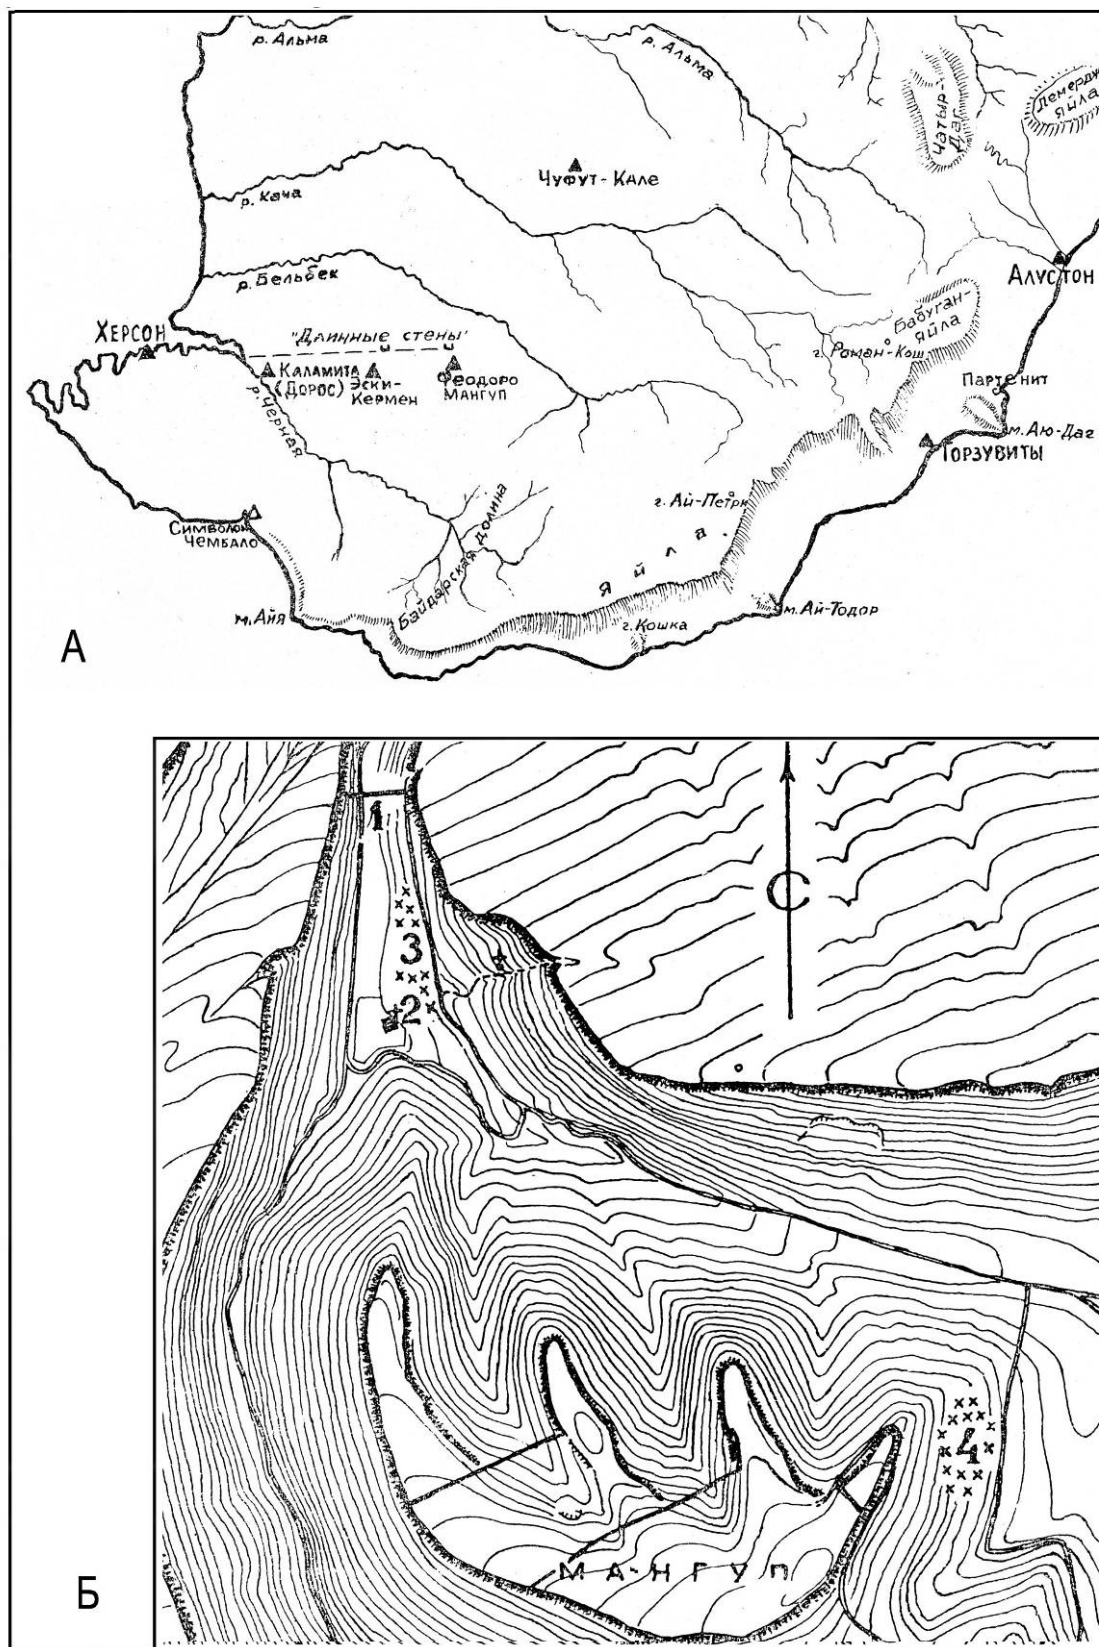 р. Альма
р. Альма
Чатыр-
Даг
Демерджи
яйла
Чуфут-Кале
р. Кача
р. Бельбек
Алустон
Херсон
"Длинные стены"
Бабуган-
яйла
г. Роман-Кош
Каламита
(Дорос)
Эски-
Кермен
Феодоро
Мангуп
р. Черная
Партенит
м. Аю-Даг
Горзувиты
г. Ай-Петри
Символон
Чембало
Байдарская долина
Яйла
м. Айя
г. Кошка
м. Ай-Тодор
А
1
С
3
2
4
МАНГУП
Б